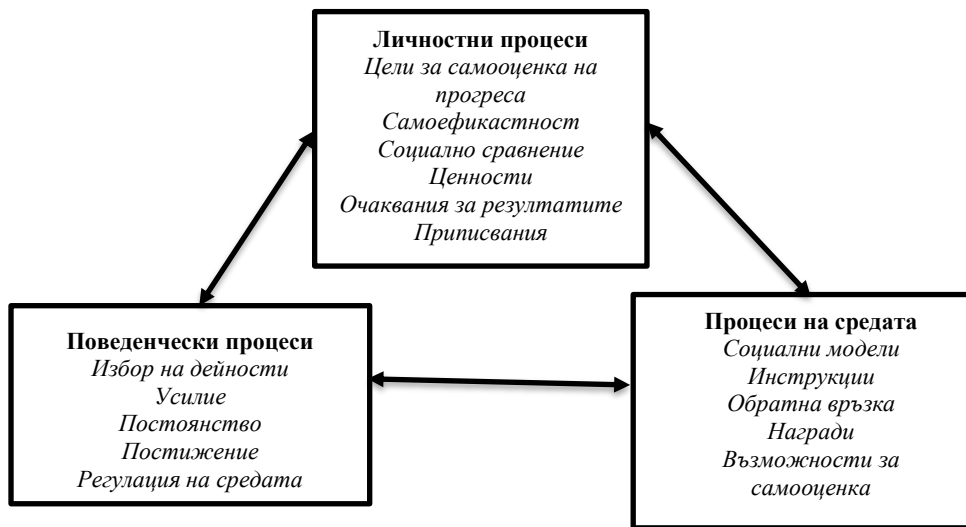 Личностни процеси
Цели за самооценка на
прогреса
Самоефикастност
Социално сравнение
Ценности
Очаквания за резултатите
Приписвания
Поведенчески процеси
Избор на дейности
Усилие
Постоянство
Постижение
Регулация на средата
Процеси на средата
Социални модели
Инструкции
Обратна връзка
Награди
Възможности за
самооценка